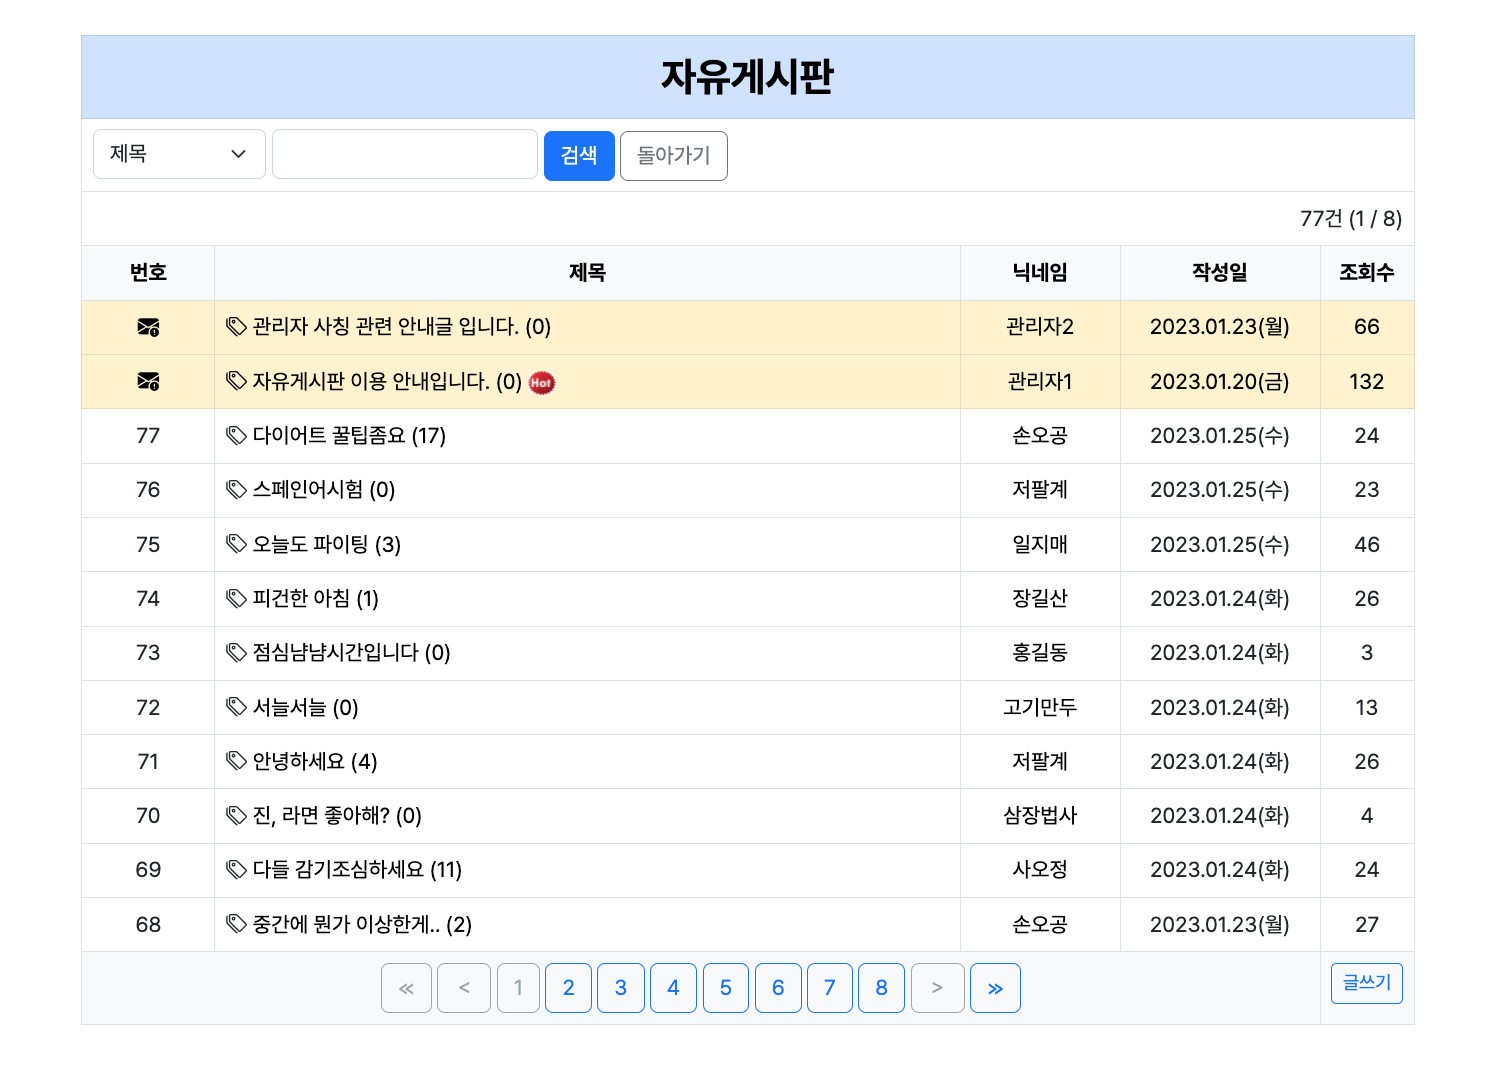 자유게시판
제목 검색 돌아가기
77건 (1 / 8)
번호 제목 닉네임 작성일 조회수
관리자 사칭 관련 안내글 입니다. (0) 관리자2 2023.01.23(월) 66
자유게시판 이용 안내입니다. (0) Hot 관리자1 2023.01.20(금) 132
77 다이어트 꿀팁좀요 (17) 손오공 2023.01.25(수) 24
76 스페인어시험 (0) 저팔계 2023.01.25(수) 23
75 오늘도 파이팅 (3) 일지매 2023.01.25(수) 46
74 피건한 아침 (1) 장길산 2023.01.24(화) 26
73 점심냠냠시간입니다 (0) 홍길동 2023.01.24(화) 3
72 서늘서늘 (0) 고기만두 2023.01.24(화) 13
71 안녕하세요 (4) 저팔계 2023.01.24(화) 26
70 진, 라면 좋아해? (0) 삼장법사 2023.01.24(화) 4
69 다들 감기조심하세요 (11) 사오정 2023.01.24(화) 24
68 중간에 뭔가 이상한게.. (2) 손오공 2023.01.23(월) 27
« < 1 2 3 4 5 6 7 8 > » 글쓰기